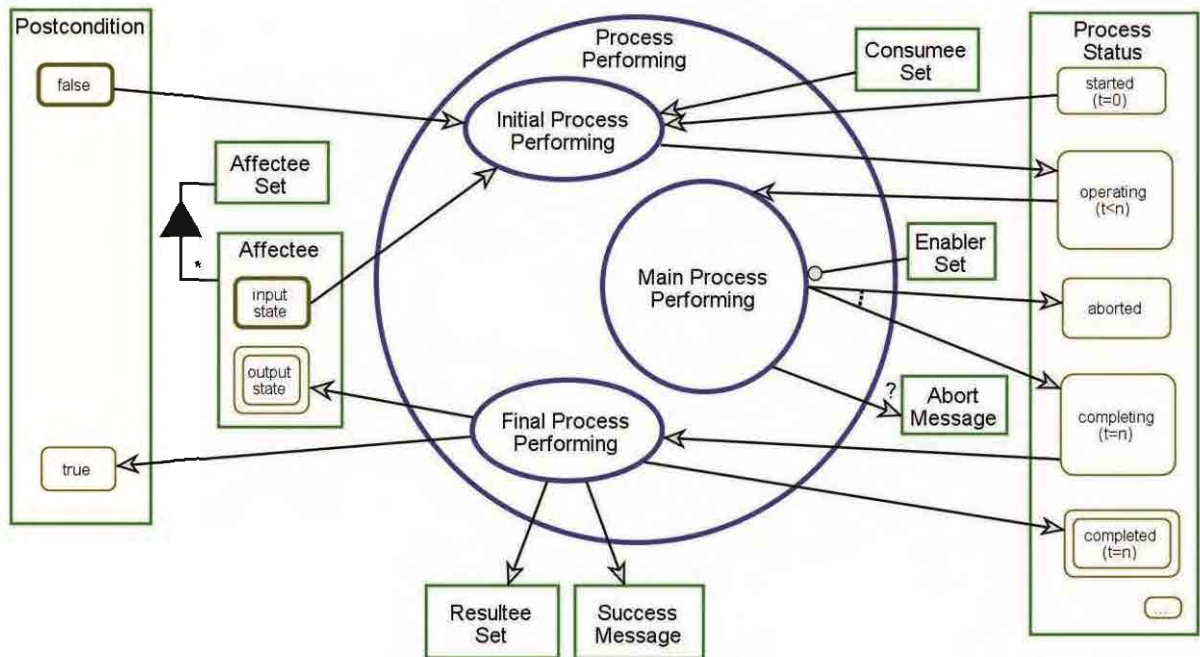 Postcondition
false
true
Affectee
Set
*
Affectee
input
state
output
state
Process
Performing
Initial Process
Performing
Main Process
Performing
Final Process
Performing
Consumee
Set
Enabler
Set
?
Abort
Message
Resultee
Set
Success
Message
Process
Status
started
(t=0)
operating
(t<n)
aborted
completing
(t=n)
completed
(t=n)
...